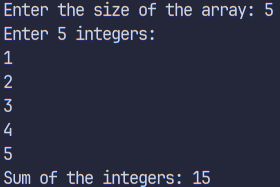 Enter the size of the array: 5
Enter 5 integers:
1
2
3
4
5
Sum of the integers: 15